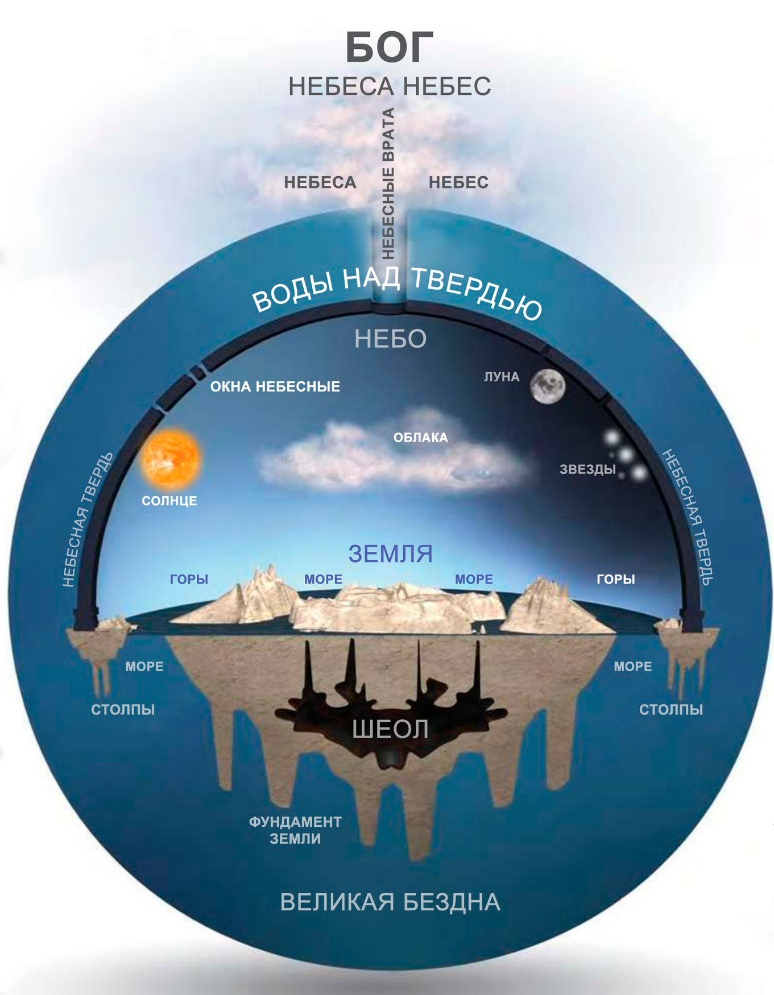 БОГ
НЕБЕСА НЕБЕС
НЕБЕСНЫЕ ВРАТА
НЕБЕСА
НЕБЕС
ВОДЫ НАД ТВЕРДЬЮ
НЕБО
ОКНА НЕБЕСНЫЕ
ЛУНА
ОБЛАКА
ЗВЕЗДЫ
СОЛНЦЕ
НЕБЕСНАЯ ТВЕРДЬ
НЕБЕСНАЯ ТВЕРДЬ
ЗЕМЛЯ
ГОРЫ
МОРЕ
МОРЕ
ГОРЫ
МОРЕ
МОРЕ
СТОЛПЫ
СТОЛПЫ
ШЕОЛ
ФУНДАМЕНТ
ЗЕМЛИ
ВЕЛИКАЯ БЕЗДНА